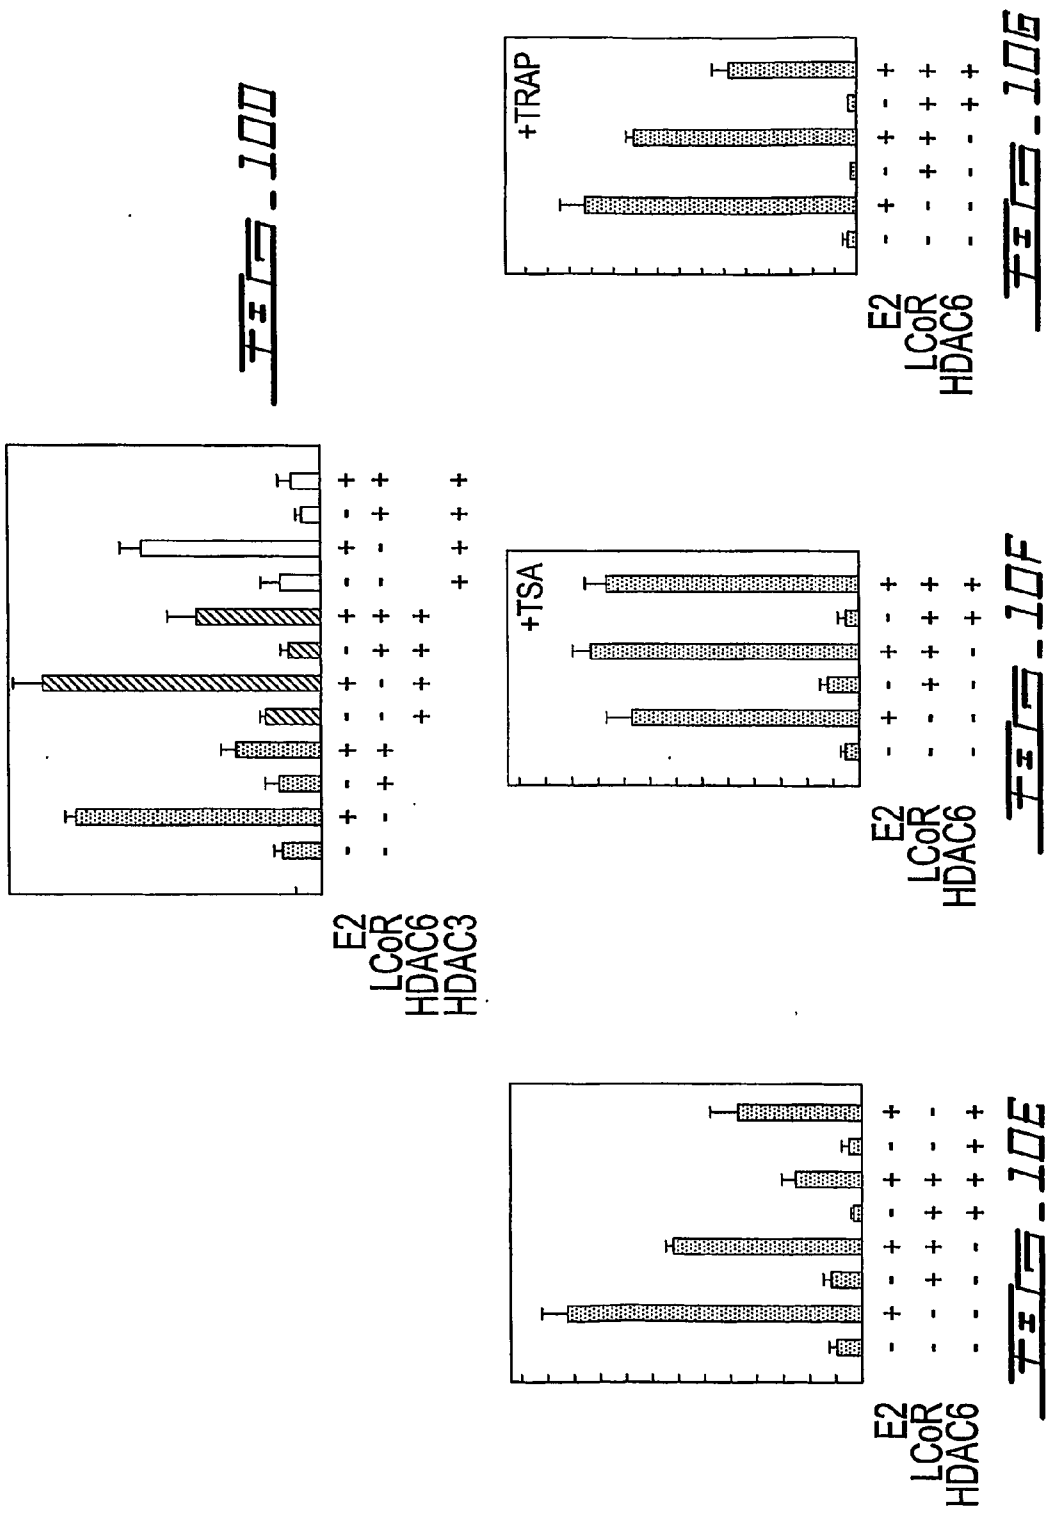 E2 - + - + - + - + - + - +
LCoR - - + + - - + + - - + +
HDAC6 + + + +
HDAC3 + + + +
FIG-10D
E2 - + - + - + - +
LCoR - - + + + + - -
HDAC6 - - - - + + + +
FIG-10E
+TSA
E2 - + - + - +
LCoR - - + + + +
HDAC6 - - - - + +
FIG-10F
+TRAP
E2 - + - + - +
LCoR - - + + + +
HDAC6 - - - - + +
FIG-10G